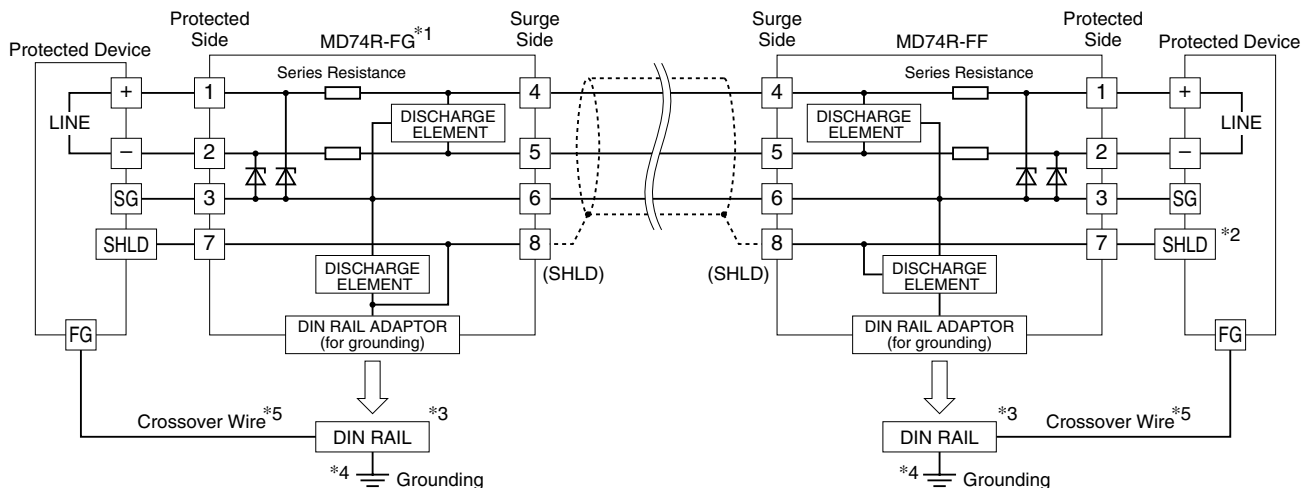 Protected Device
Protected
Side
MD74R-FG*1
Surge
Side
Surge
Side
MD74R-FF
Protected
Side
Protected Device
LINE
+
–
SG
SHLD
FG
1
2
3
7
Series Resistance
DISCHARGE
ELEMENT
DISCHARGE
ELEMENT
4
5
6
8
(SHLD)
DIN RAIL ADAPTOR
(for grounding)
Crossover Wire*5
*3
DIN RAIL
*4
Grounding
4
5
6
8
(SHLD)
Series Resistance
DISCHARGE
ELEMENT
DISCHARGE
ELEMENT
1
2
3
7
+
–
SG
SHLD
*2
LINE
FG
DIN RAIL ADAPTOR
(for grounding)
*3
DIN RAIL
Crossover Wire*5
*4
Grounding